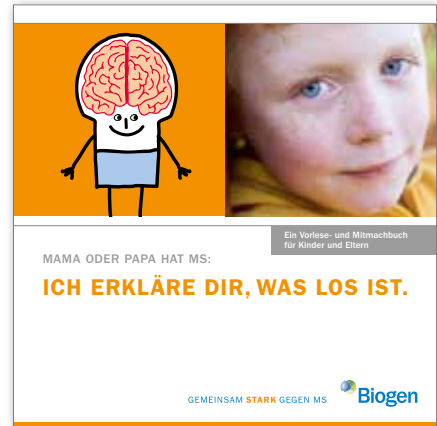 Ein Vorlese- und Mitmachbuch
für Kinder und Eltern
MAMA ODER PAPA HAT MS:
ICH ERKLÄRE DIR, WAS LOS IST.
GEMEINSAM STARK GEGEN MS
Biogen